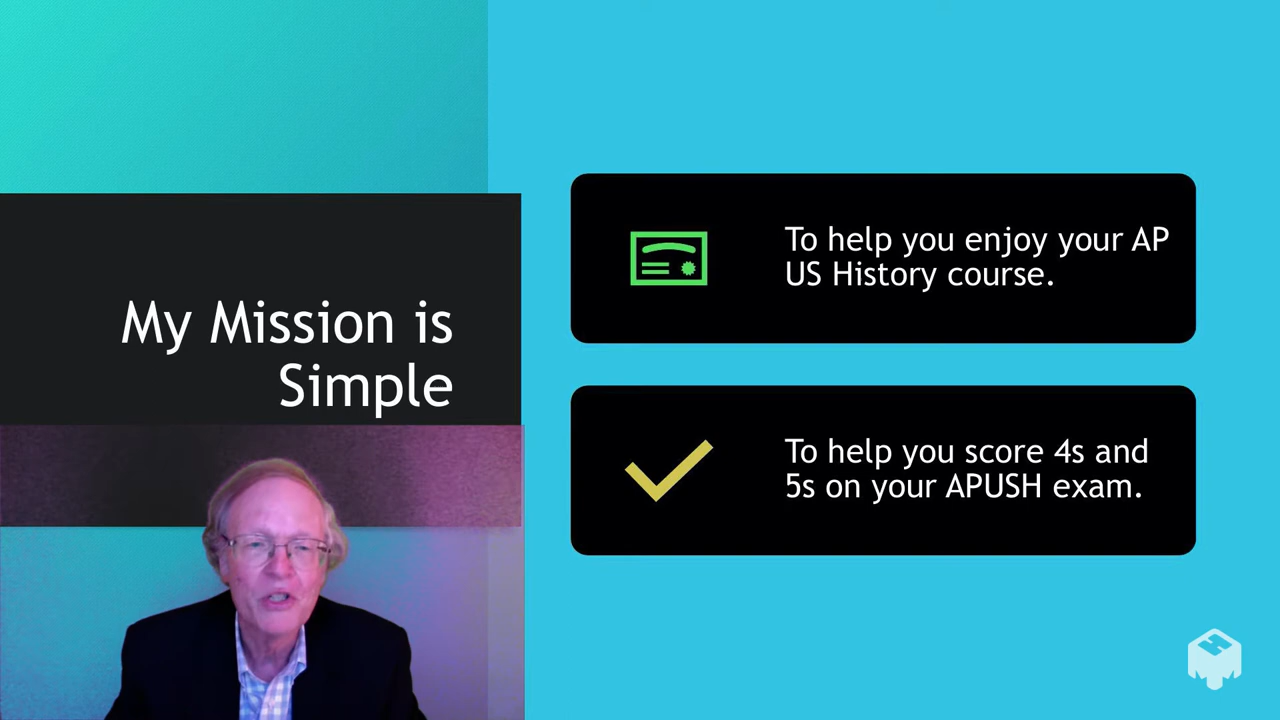 My Mission is
Simple
To help you enjoy your AP
US History course.
To help you score 4s and
5s on your APUSH exam.